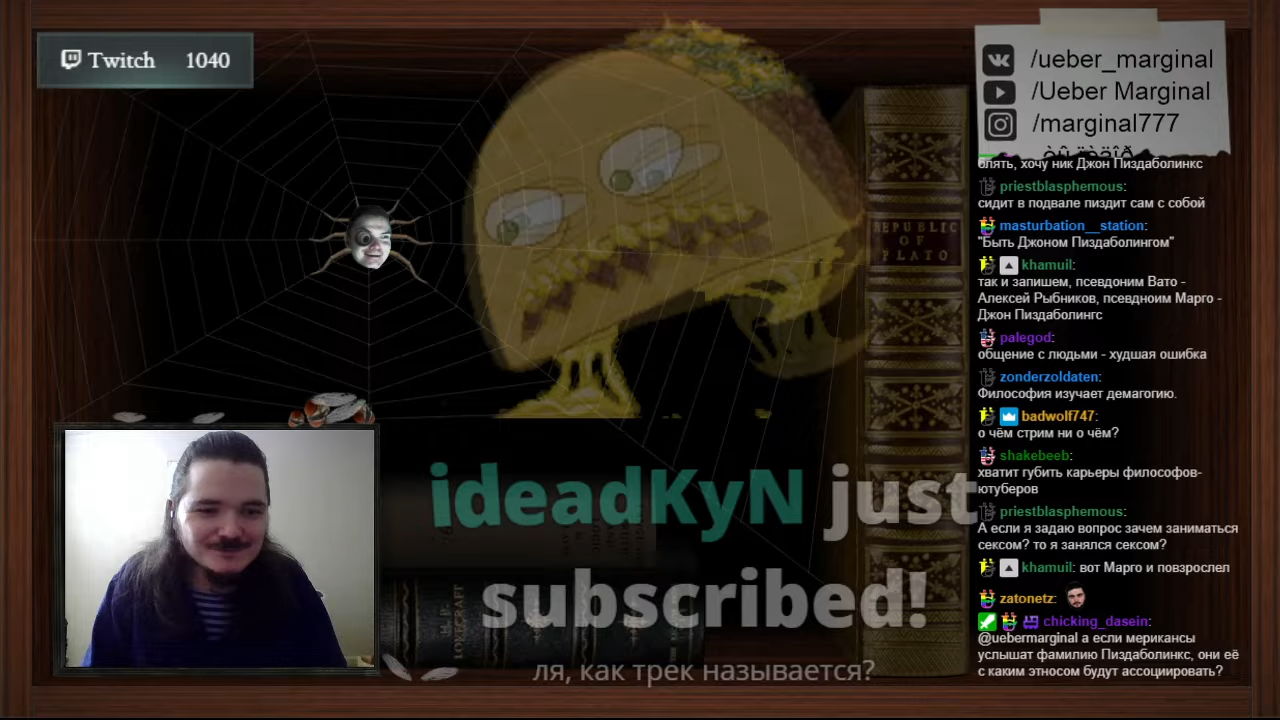 Twitch 1040
/ueber_marginal
/Ueber Marginal
/marginal777
блять, хочу ник Джон Пиздаболинкс
priestblasphemous:
сидит в подвале пиздит сам с собой
masturbation__station:
"Быть Джоном Пиздаболингом"
khamuil:
так и запишем, псевдоним Вато -
Алексей Рыбников, псевдноим Марго -
Джон Пиздаболингс
palegod:
общение с людьми - худшая ошибка
zonderzoldaten:
Философия изучает демагогию.
badwolf747:
о чём стрим ни о чём?
shakebeeb:
хватит губить карьеры философов-
ютуберов
priestblasphemous:
А если я задаю вопрос зачем заниматься
сексом? то я занялся сексом?
khamuil: вот Марго и повзрослел
zatonetz:
chicking_dasein:
@uebermarginal а если мерикансы
услышат фамилию Пиздаболинкс, они её
с каким этносом будут ассоциировать?
REPUBLIC
OF
PLATO
ideadKyN just
subscribed!
ля, как трек называется?